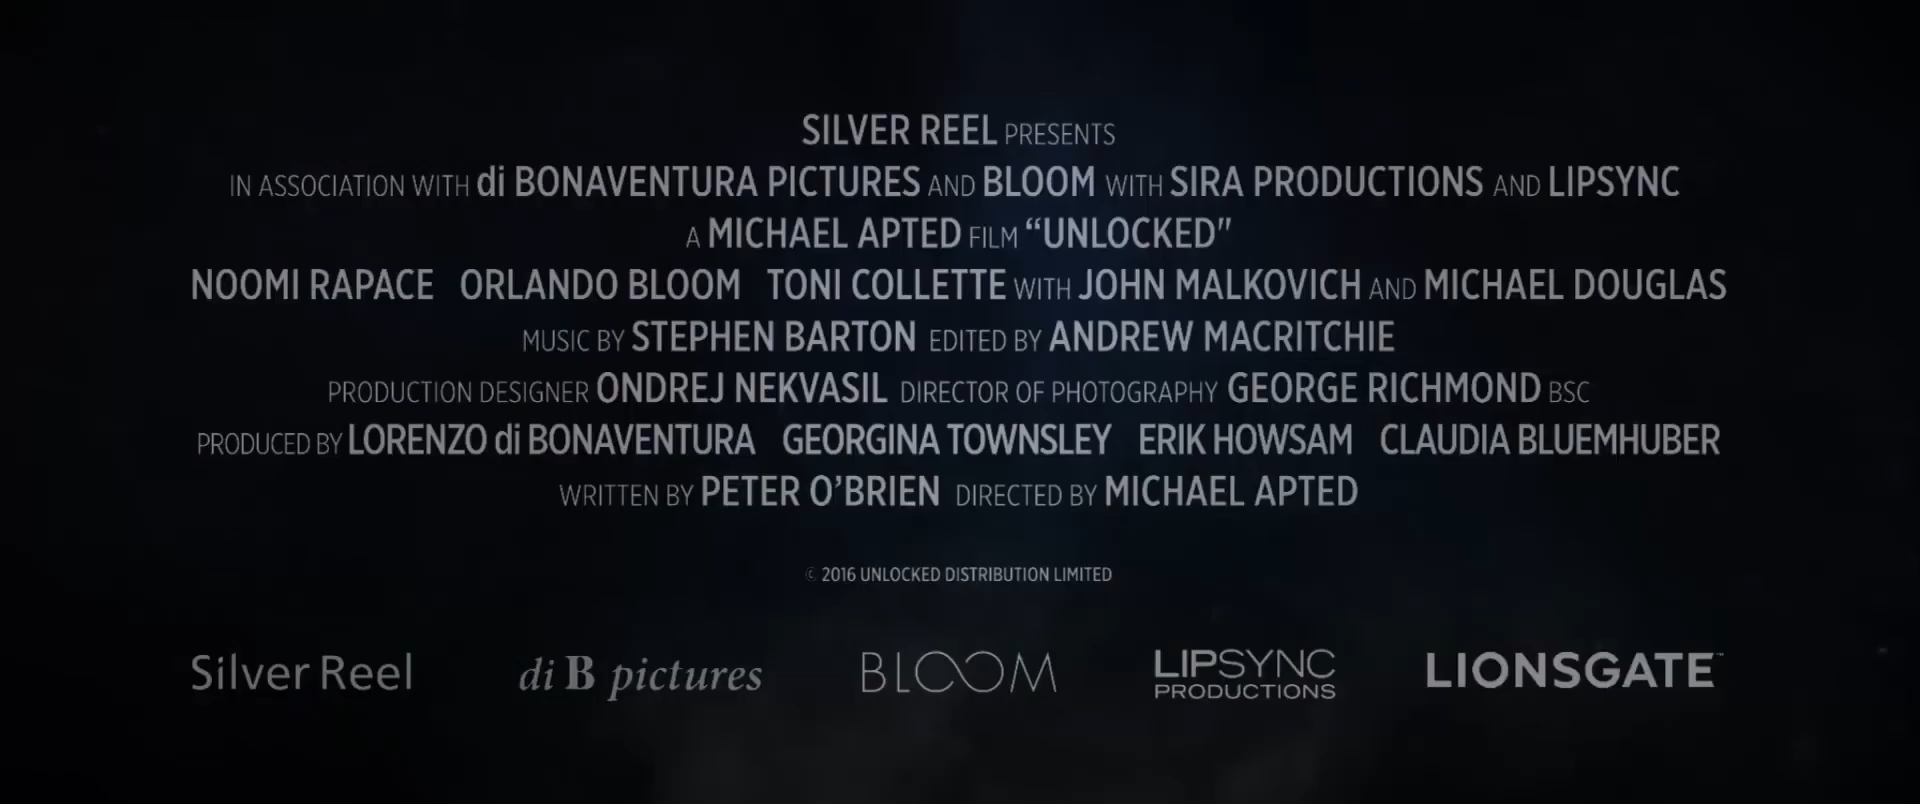 SILVER REEL PRESENTS
IN ASSOCIATION WITH di BONAVENTURA PICTURES AND BLOOM WITH SIRA PRODUCTIONS AND LIPSYNC
A MICHAEL APTED FILM “UNLOCKED"
NOOMI RAPACE ORLANDO BLOOM TONI COLLETTE WITH JOHN MALKOVICH AND MICHAEL DOUGLAS
MUSIC BY STEPHEN BARTON EDITED BY ANDREW MACRITCHIE
PRODUCTION DESIGNER ONDREJ NEKVASIL DIRECTOR OF PHOTOGRAPHY GEORGE RICHMOND BSC
PRODUCED BY LORENZO di BONAVENTURA GEORGINA TOWNSLEY ERIK HOWSAM CLAUDIA BLUEMHUBER
WRITTEN BY PETER O’BRIEN DIRECTED BY MICHAEL APTED
© 2016 UNLOCKED DISTRIBUTION LIMITED
Silver Reel
di B pictures
BLOOM
LIPSYNC
PRODUCTIONS
LIONSGATE™